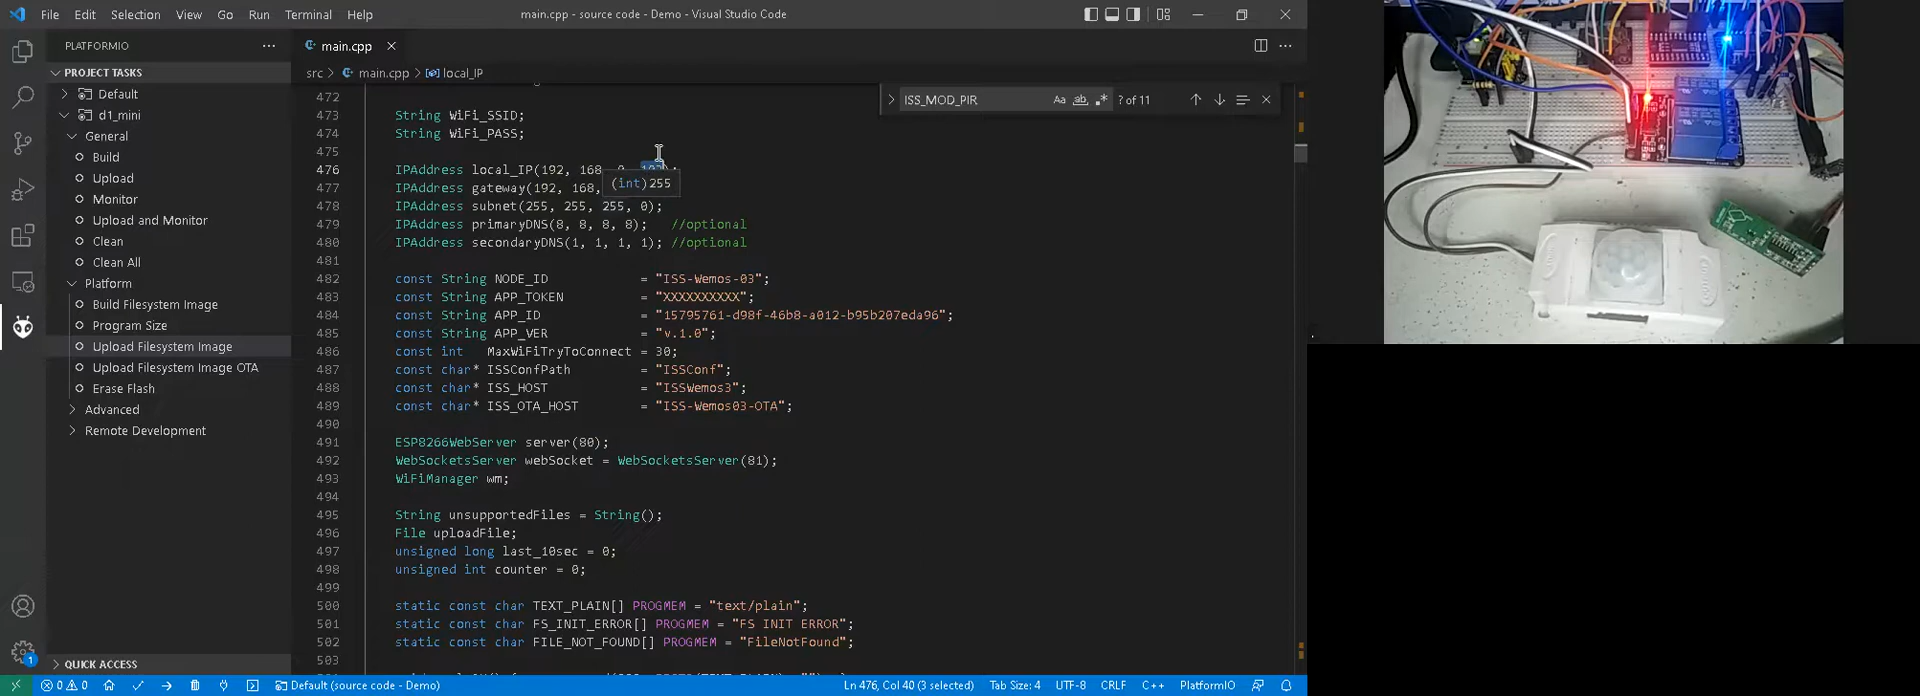 File Edit Selection View Go Run Terminal Help
main.cpp - source code - Demo - Visual Studio Code
PLATFORMIO
PROJECT TASKS
Default
d1_mini
General
Build
Upload
Monitor
Upload and Monitor
Clean
Clean All
Platform
Build Filesystem Image
Program Size
Upload Filesystem Image
Upload Filesystem Image OTA
Erase Flash
Advanced
Remote Development
QUICK ACCESS
main.cpp
src > main.cpp > local_IP
ISS_MOD_PIR Aa ab .* ? of 11
472
473 String WiFi_SSID;
474 String WiFi_PASS;
475
476 IPAddress local_IP(192, 168, 0,
477 IPAddress gateway(192, 168,
(int)255
478 IPAddress subnet(255, 255, 255, 0);
479 IPAddress primaryDNS(8, 8, 8, 8); //optional
480 IPAddress secondaryDNS(1, 1, 1, 1); //optional
481
482 const String NODE_ID = "ISS-Wemos-03";
483 const String APP_TOKEN = "XXXXXXXXXX";
484 const String APP_ID = "15795761-d98f-46b8-a012-b95b207eda96";
485 const String APP_VER = "v.1.0";
486 const int MaxWiFiTryToConnect = 30;
487 const char* ISSConfPath = "ISSConf";
488 const char* ISS_HOST = "ISSWemos3";
489 const char* ISS_OTA_HOST = "ISS-Wemos03-OTA";
490
491 ESP8266WebServer server(80);
492 WebSocketsServer webSocket = WebSocketsServer(81);
493 WiFiManager wm;
494
495 String unsupportedFiles = String();
496 File uploadFile;
497 unsigned long last_10sec = 0;
498 unsigned int counter = 0;
499
500 static const char TEXT_PLAIN[] PROGMEM = "text/plain";
501 static const char FS_INIT_ERROR[] PROGMEM = "FS INIT ERROR";
502 static const char FILE_NOT_FOUND[] PROGMEM = "FileNotFound";
503
1
0 0 Default (source code - Demo) Ln 476, Col 40 (3 selected) Tab Size: 4 UTF-8 CRLF C++ PlatformIO